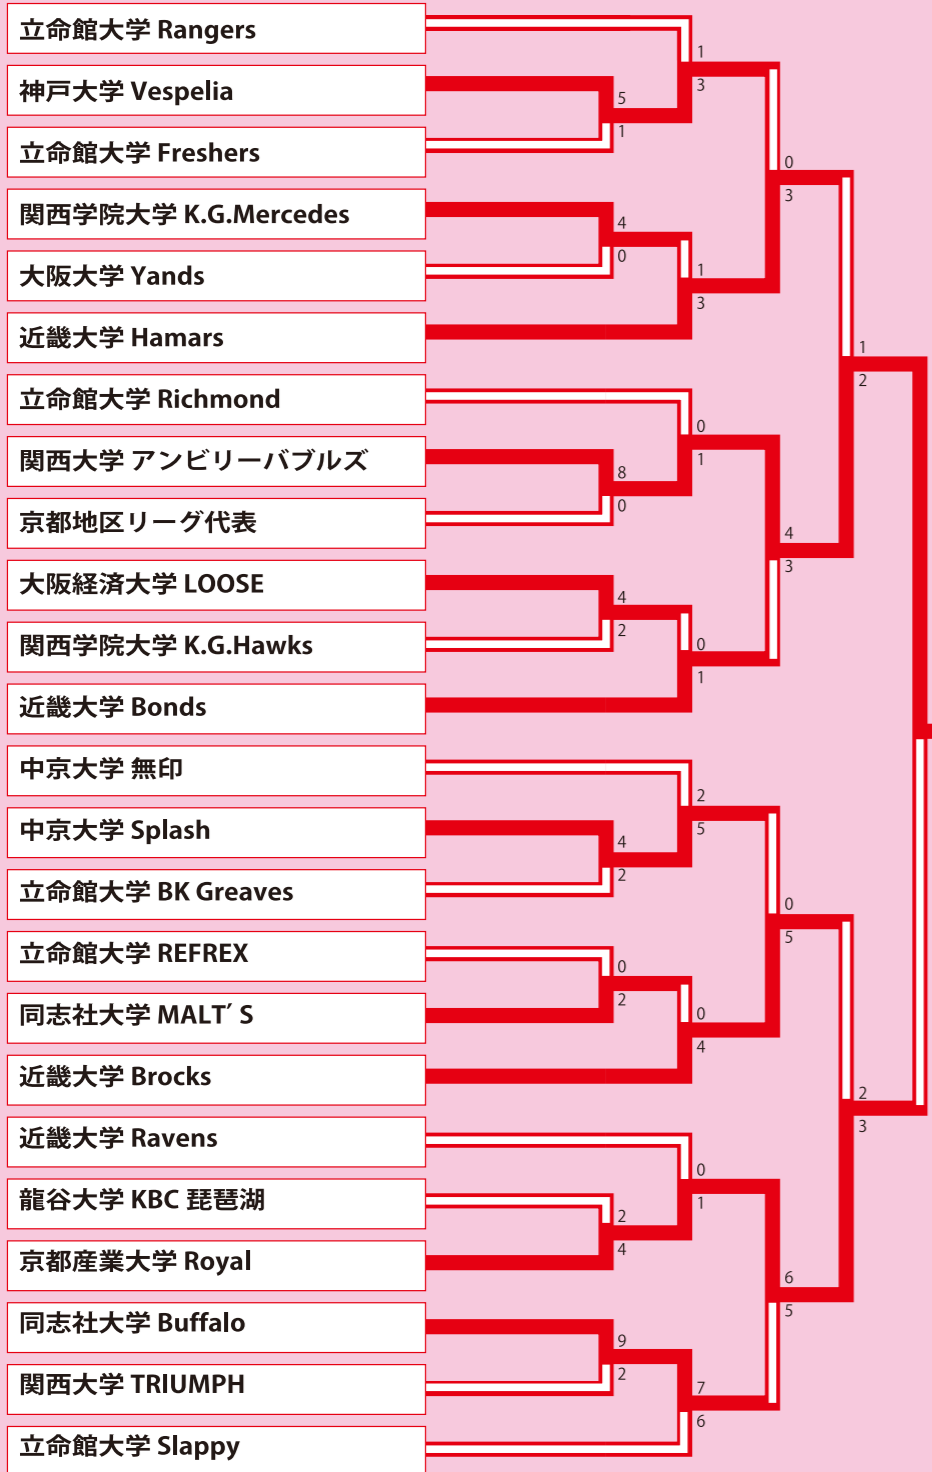 立命館大学 Rangers
神戸大学 Vespelia
立命館大学 Freshers
関西学院大学 K.G.Mercedes
大阪大学 Yands
近畿大学 Hamars
立命館大学 Richmond
関西大学 アンビリーバブルズ
京都地区リーグ代表
大阪経済大学 LOOSE
関西学院大学 K.G.Hawks
近畿大学 Bonds
中京大学 無印
中京大学 Splash
立命館大学 BK Greaves
立命館大学 REFREX
同志社大学 MALT´ S
近畿大学 Brocks
近畿大学 Ravens
龍谷大学 KBC 琵琶湖
京都産業大学 Royal
同志社大学 Buffalo
関西大学 TRIUMPH
立命館大学 Slappy
5
1
4
0
8
0
4
2
4
2
0
2
2
4
9
2
1
3
1
3
0
1
0
1
2
5
0
4
0
1
7
6
0
3
4
3
0
5
6
5
1
2
2
3